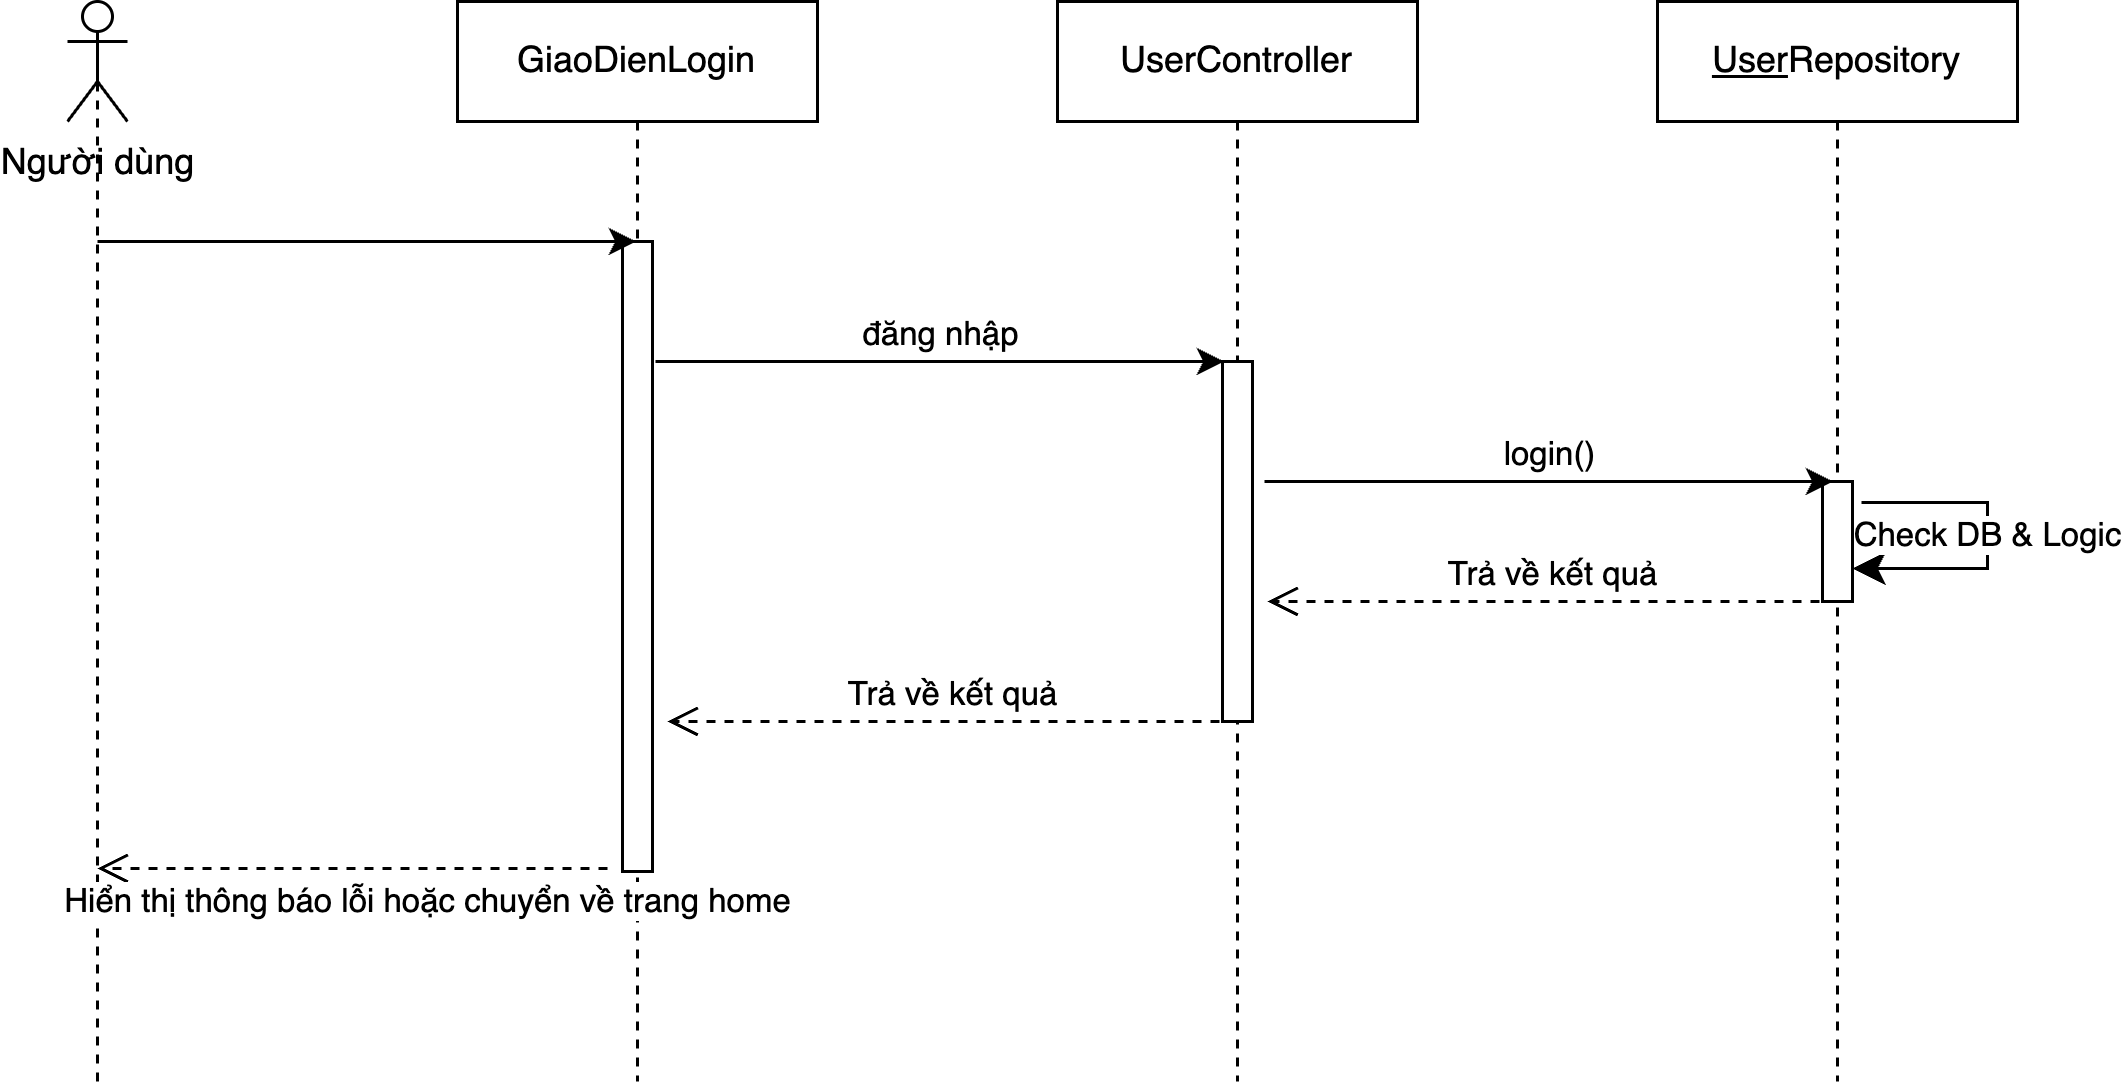 GiaoDienLogin
UserController
UserRepository
Người dùng
đăng nhập
login()
Check DB & Logic
Trả về kết quả
Trả về kết quả
Hiển thị thông báo lỗi hoặc chuyển về trang home